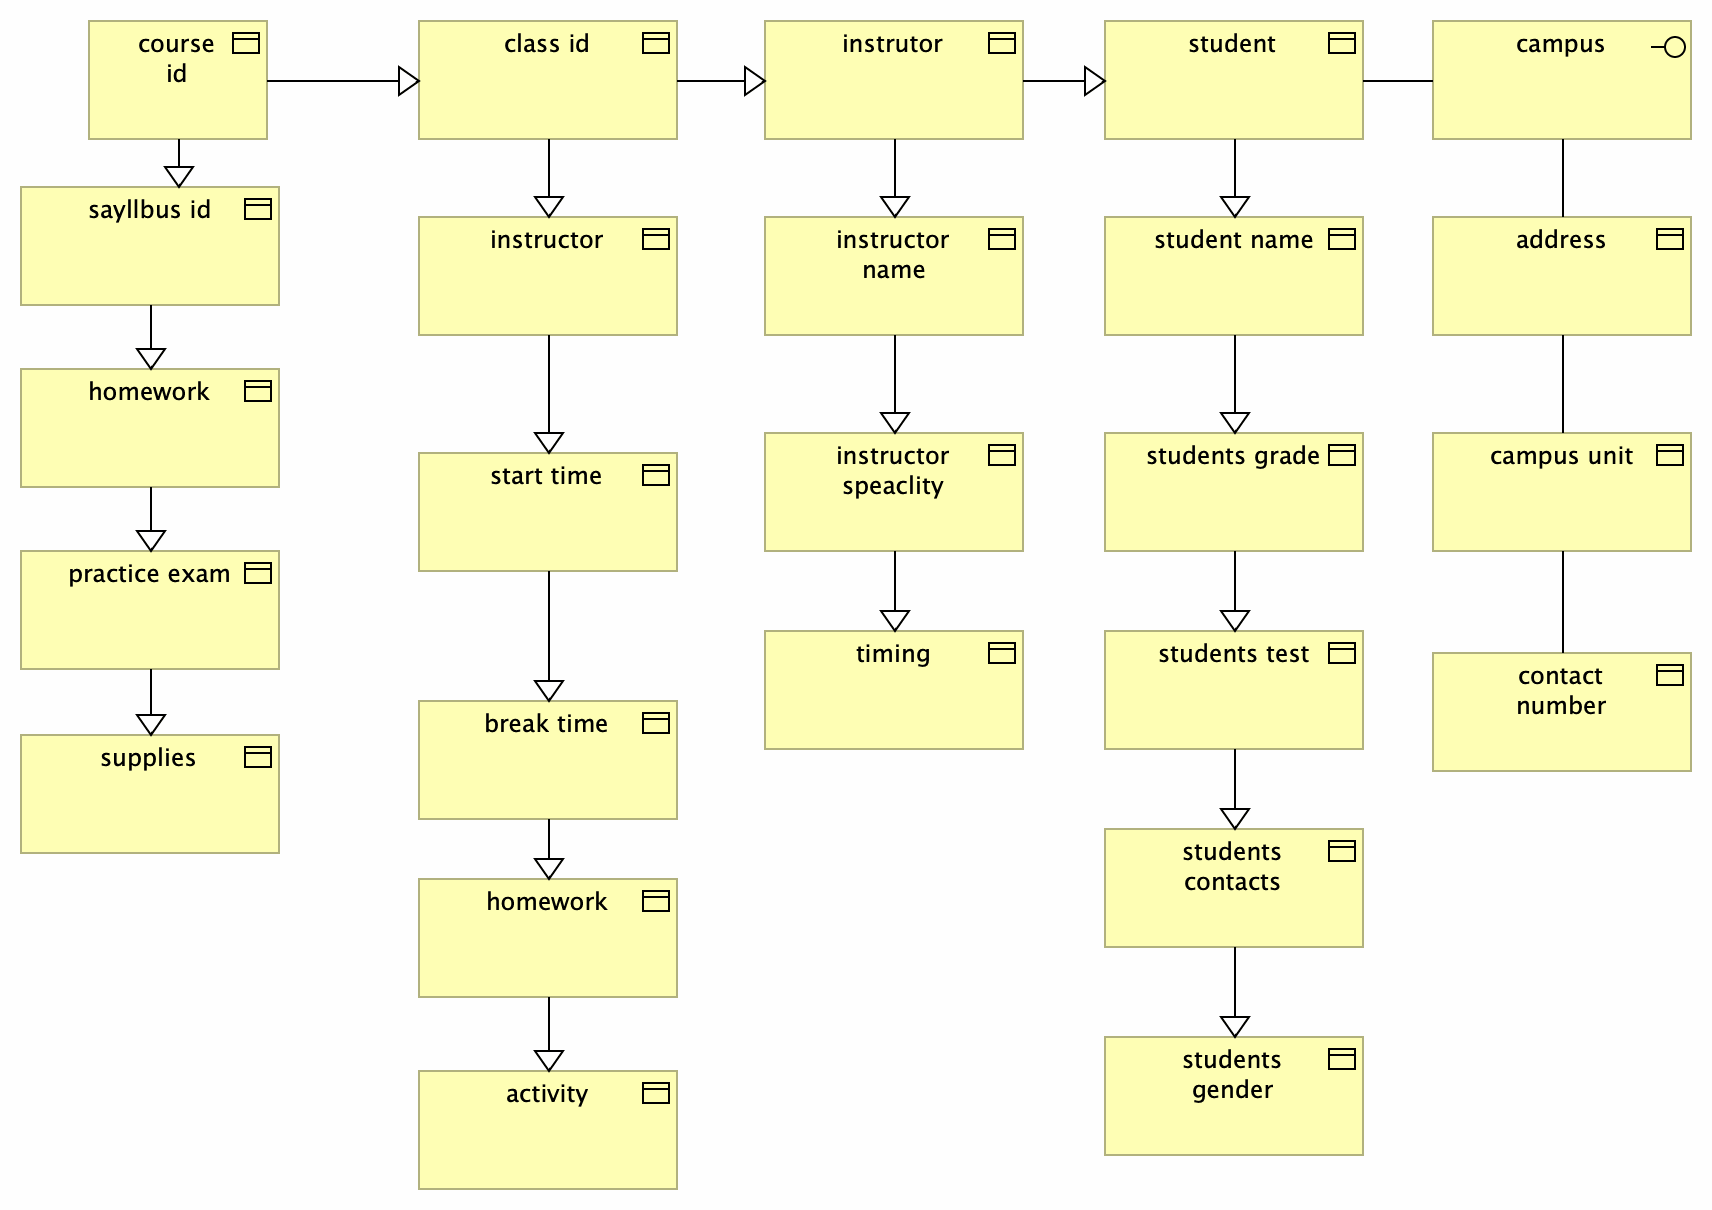 course
id
class id
instrutor
student
campus
sayllbus id
instructor
instructor
name
student name
address
homework
start time
instructor
speaclity
students grade
campus unit
practice exam
timing
students test
contact
number
supplies
break time
students
contacts
homework
students
gender
activity